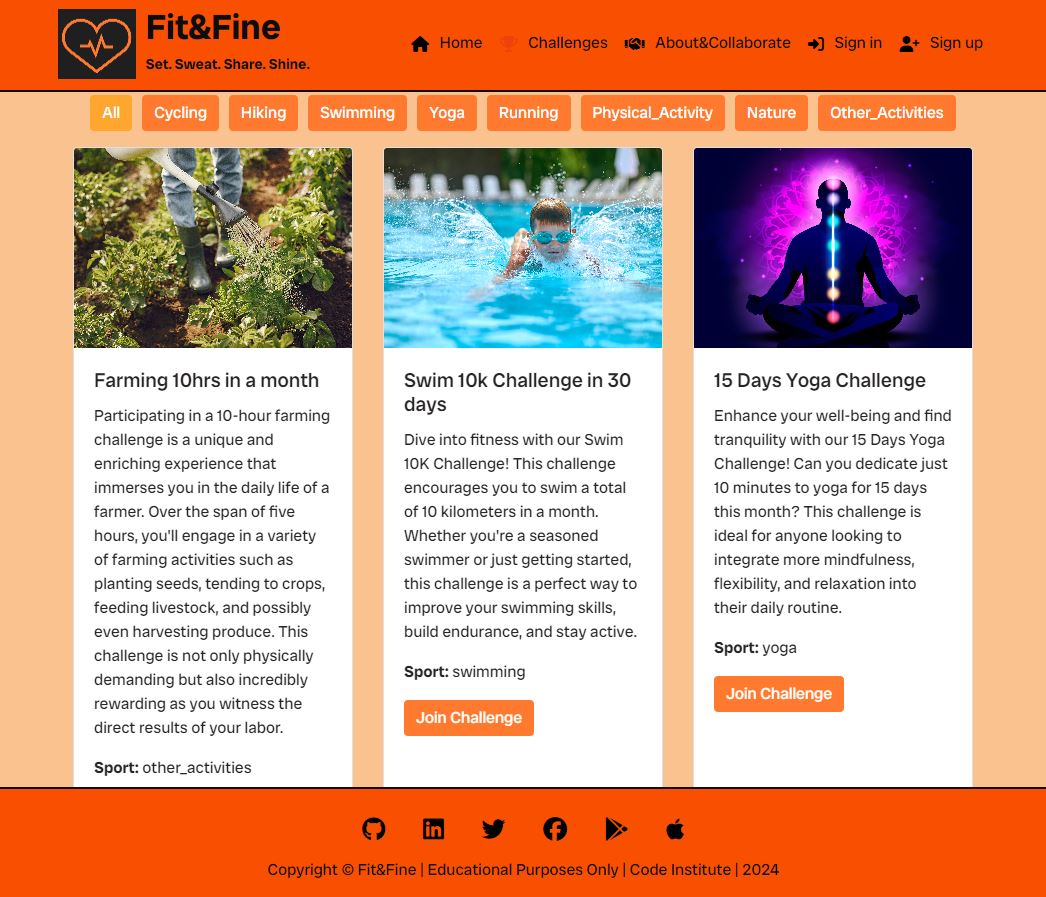 Fit&Fine
Set. Sweat. Share. Shine.
Home Challenges About&Collaborate Sign in Sign up
All Cycling Hiking Swimming Yoga Running Physical_Activity Nature Other_Activities
Farming 10hrs in a month
Participating in a 10-hour farming
challenge is a unique and
enriching experience that
immerses you in the daily life of a
farmer. Over the span of five
hours, you'll engage in a variety
of farming activities such as
planting seeds, tending to crops,
feeding livestock, and possibly
even harvesting produce. This
challenge is not only physically
demanding but also incredibly
rewarding as you witness the
direct results of your labor.
Sport: other_activities
Swim 10k Challenge in 30
days
Dive into fitness with our Swim
10K Challenge! This challenge
encourages you to swim a total
of 10 kilometers in a month.
Whether you're a seasoned
swimmer or just getting started,
this challenge is a perfect way to
improve your swimming skills,
build endurance, and stay active.
Sport: swimming
Join Challenge
15 Days Yoga Challenge
Enhance your well-being and find
tranquility with our 15 Days Yoga
Challenge! Can you dedicate just
10 minutes to yoga for 15 days
this month? This challenge is
ideal for anyone looking to
integrate more mindfulness,
flexibility, and relaxation into
their daily routine.
Sport: yoga
Join Challenge
Copyright © Fit&Fine | Educational Purposes Only | Code Institute | 2024